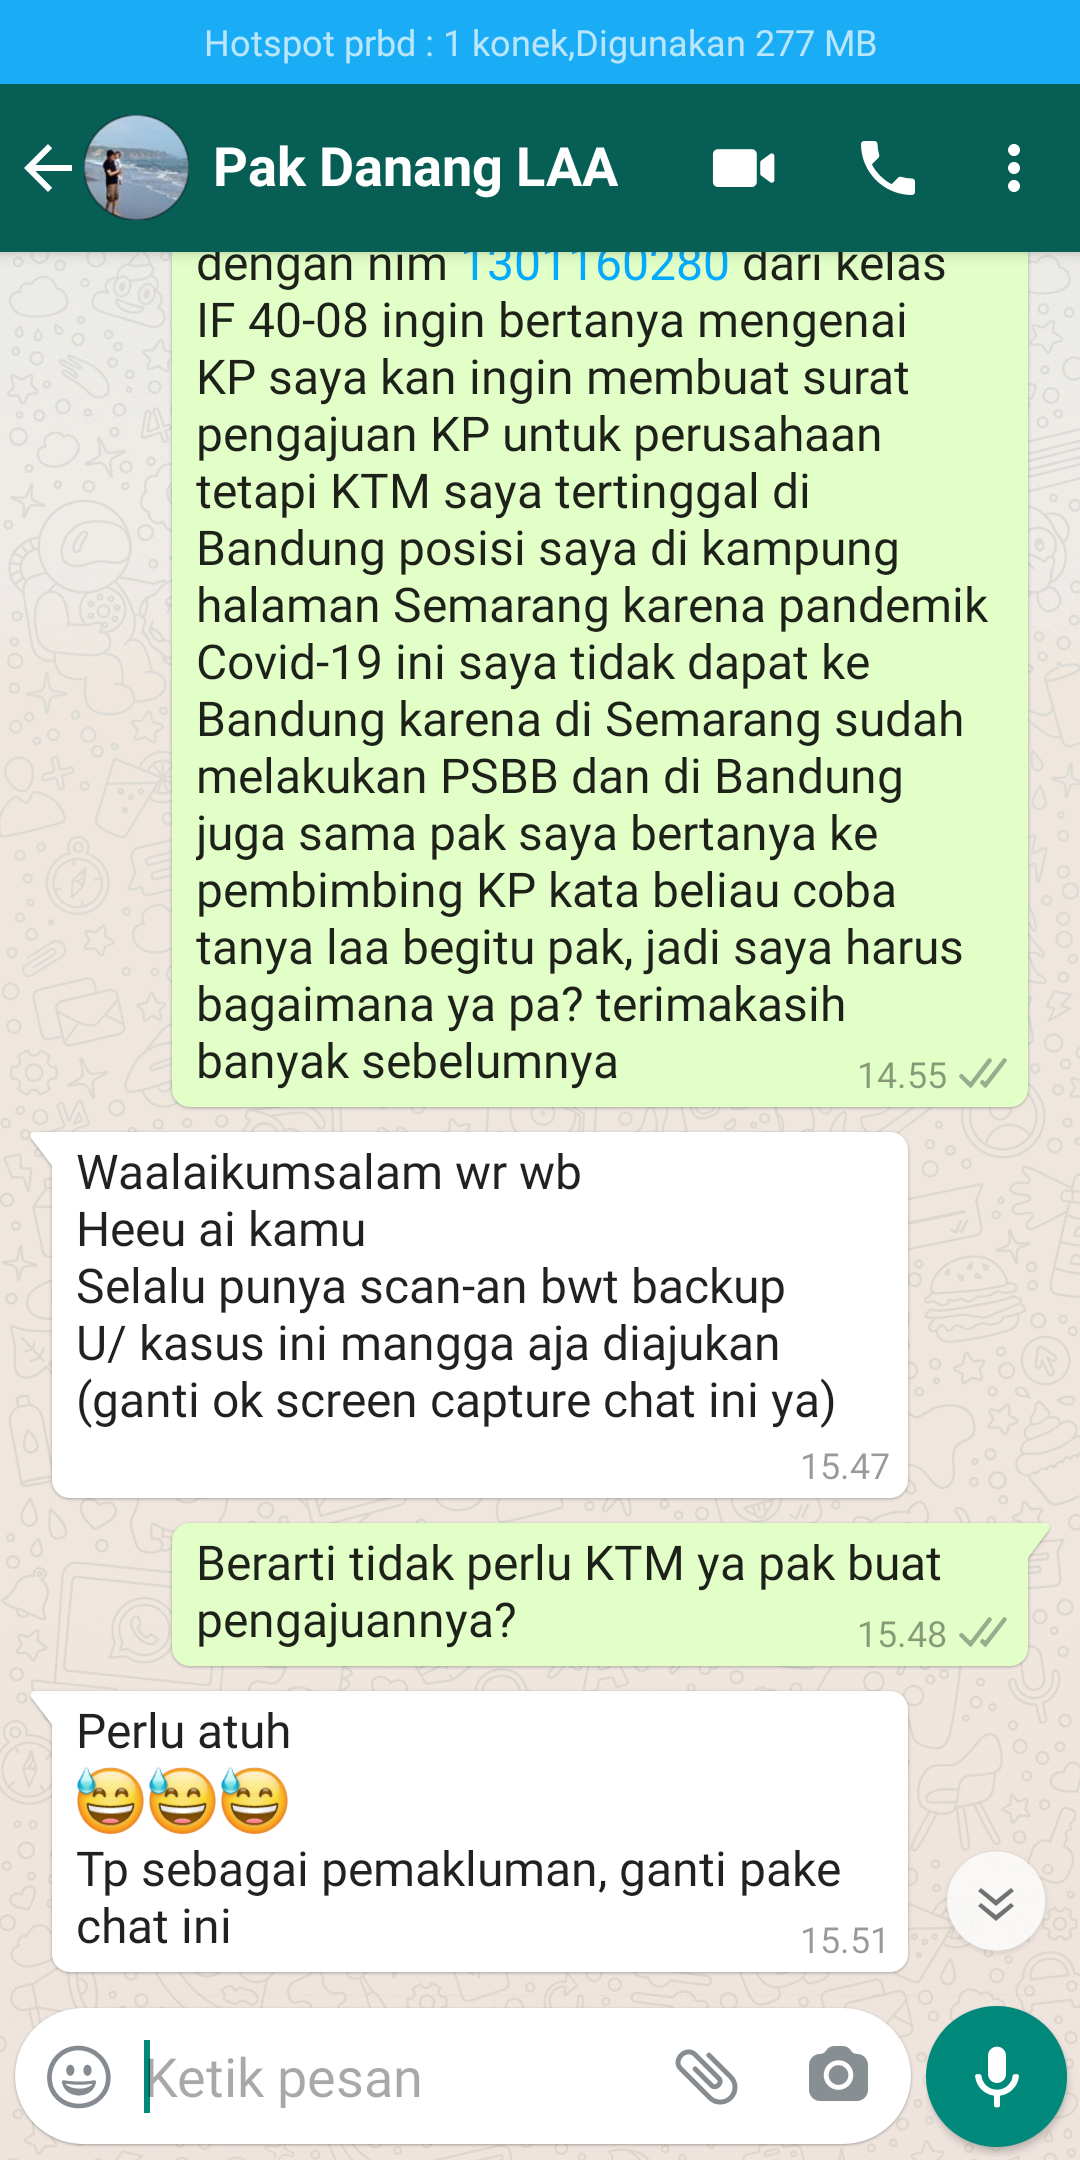 Hotspot prbd : 1 konek,Digunakan 277 MB
Pak Danang LAA
dengan nim 1301160280 dari kelas
IF 40-08 ingin bertanya mengenai
KP saya kan ingin membuat surat
pengajuan KP untuk perusahaan
tetapi KTM saya tertinggal di
Bandung posisi saya di kampung
halaman Semarang karena pandemik
Covid-19 ini saya tidak dapat ke
Bandung karena di Semarang sudah
melakukan PSBB dan di Bandung
juga sama pak saya bertanya ke
pembimbing KP kata beliau coba
tanya laa begitu pak, jadi saya harus
bagaimana ya pa? terimakasih
banyak sebelumnya
14.55
Waalaikumsalam wr wb
Heeu ai kamu
Selalu punya scan-an bwt backup
U/ kasus ini mangga aja diajukan
(ganti ok screen capture chat ini ya)
15.47
Berarti tidak perlu KTM ya pak buat
pengajuannya?
15.48
Perlu atuh
😅😅😅
Tp sebagai pemakluman, ganti pake
chat ini
15.51
Ketik pesan